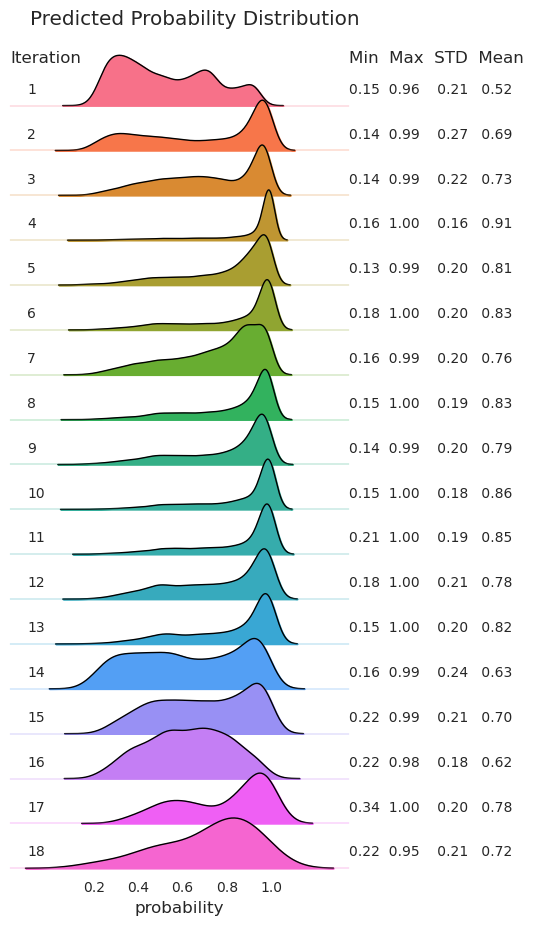 Predicted Probability Distribution
Iteration Min Max STD Mean
1 0.15 0.96 0.21 0.52
2 0.14 0.99 0.27 0.69
3 0.14 0.99 0.22 0.73
4 0.16 1.00 0.16 0.91
5 0.13 0.99 0.20 0.81
6 0.18 1.00 0.20 0.83
7 0.16 0.99 0.20 0.76
8 0.15 1.00 0.19 0.83
9 0.14 0.99 0.20 0.79
10 0.15 1.00 0.18 0.86
11 0.21 1.00 0.19 0.85
12 0.18 1.00 0.21 0.78
13 0.15 1.00 0.20 0.82
14 0.16 0.99 0.24 0.63
15 0.22 0.99 0.21 0.70
16 0.22 0.98 0.18 0.62
17 0.34 1.00 0.20 0.78
18 0.22 0.95 0.21 0.72
0.2 0.4 0.6 0.8 1.0
probability